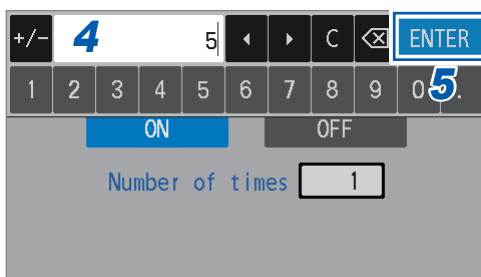 +/- 4 5 C ENTER
1 2 3 4 5 6 7 8 9 0 5 .
ON OFF
Number of times 1